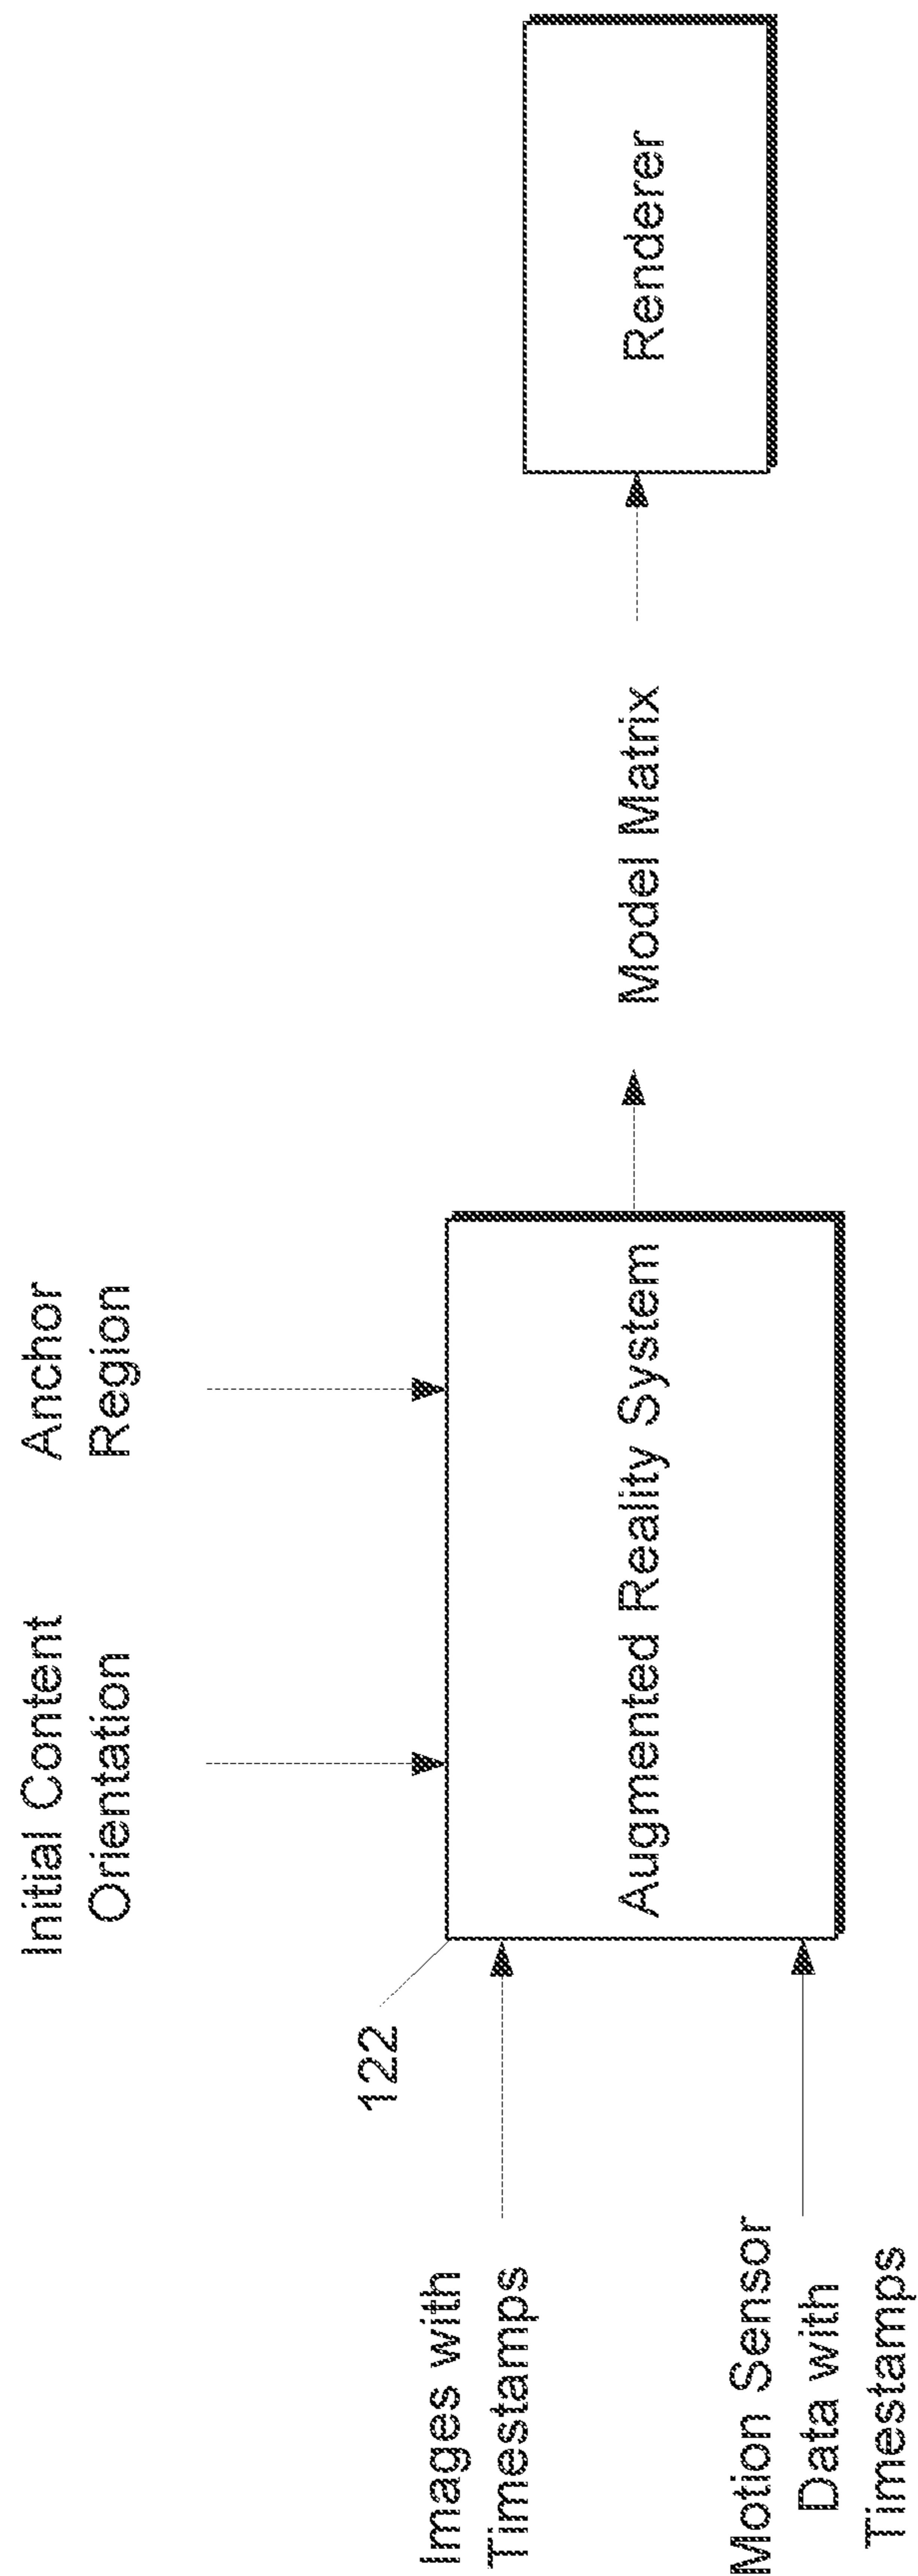 Initial Content
Orientation
Anchor
Region
122
Images with
Timestamps
Motion Sensor
Data with
Timestamps
Augmented Reality System
Model Matrix
Renderer